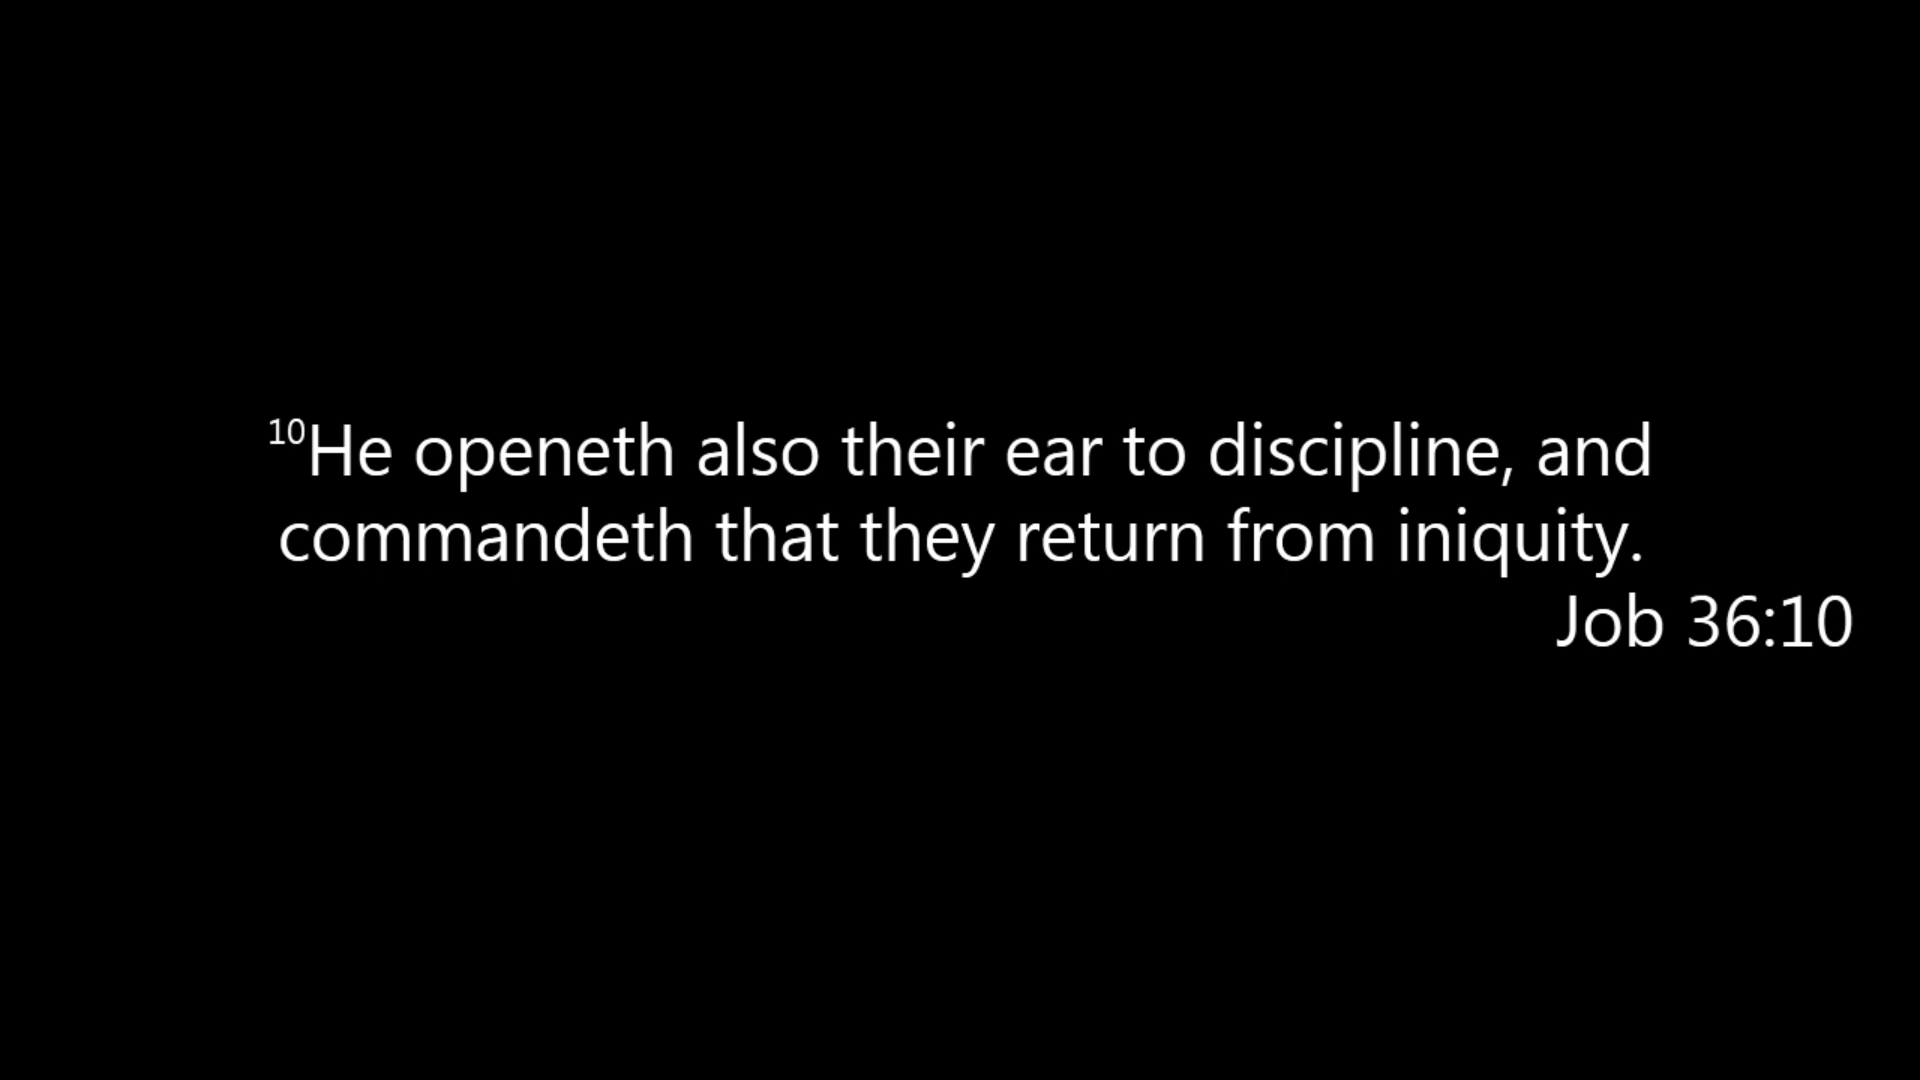 ¹⁰He openeth also their ear to discipline, and
commandeth that they return from iniquity.
Job 36:10